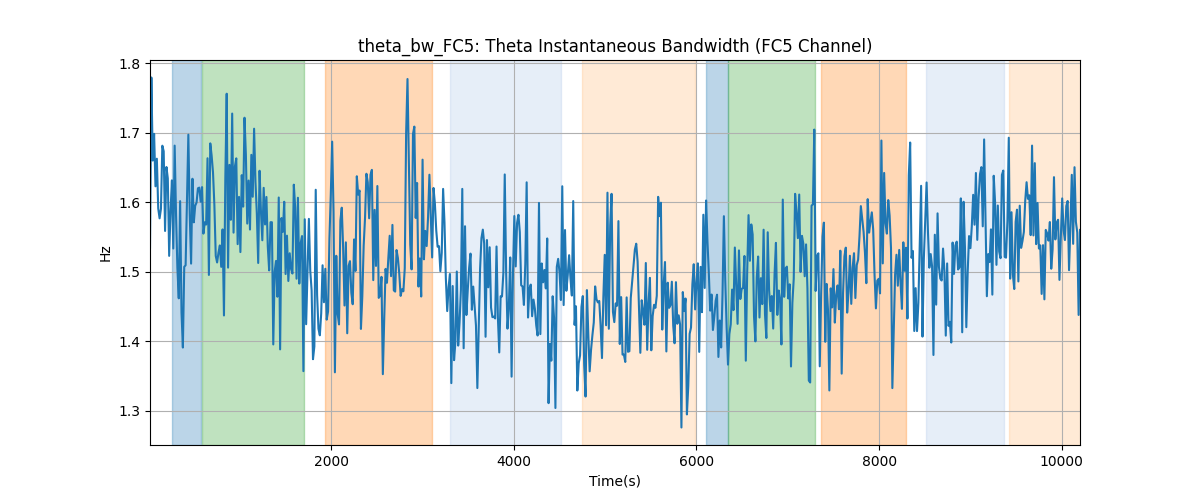 theta_bw_FC5: Theta Instantaneous Bandwidth (FC5 Channel)
1.8
1.7
1.6
1.5
1.4
1.3
Hz
2000 4000 6000 8000 10000
Time(s)